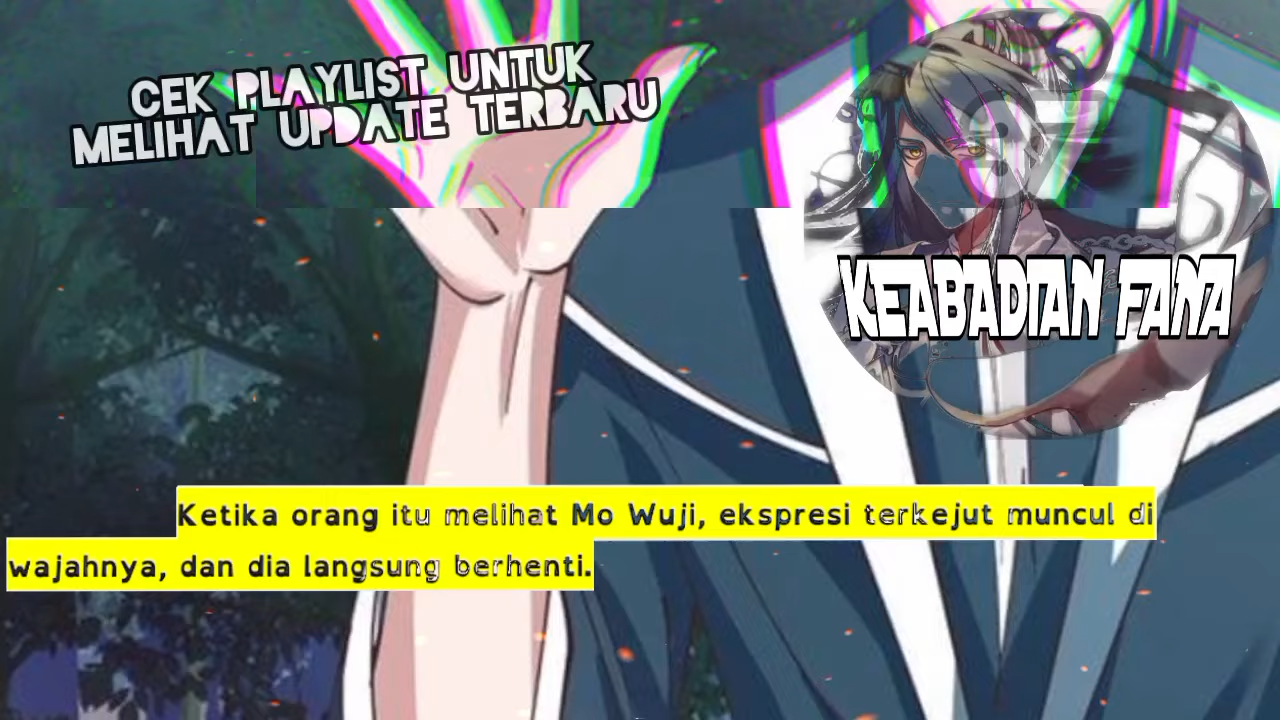 CEK PLAYLIST UNTUK
MELIHAT UPDATE TERBARU
KEABADIAN FANA
Ketika orang itu melihat Mo Wuji, ekspresi terkejut muncul di
wajahnya, dan dia langsung berhenti.